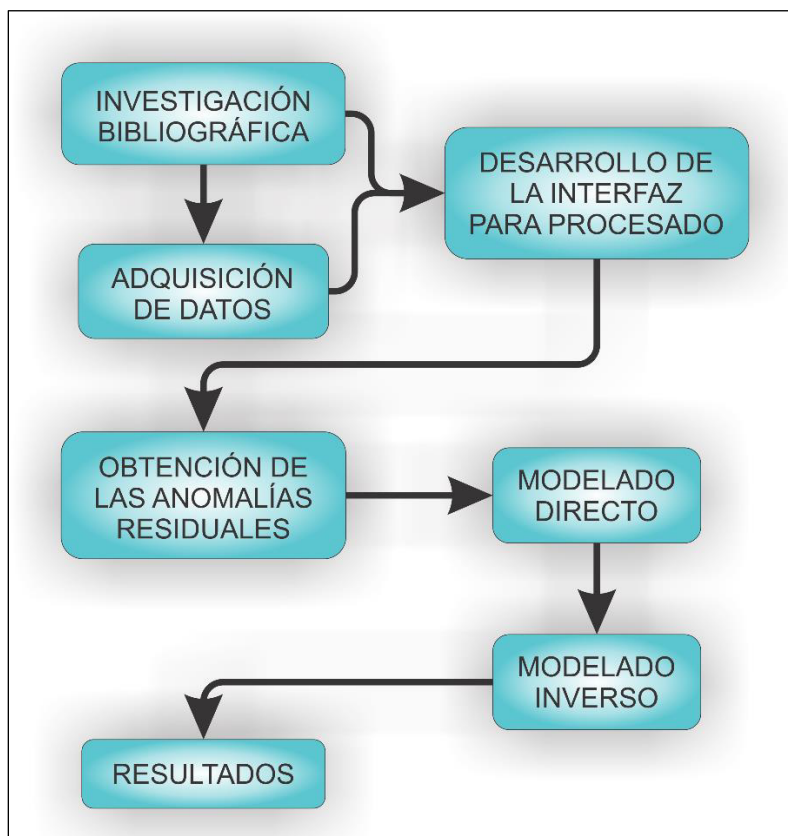 INVESTIGACIÓN
BIBLIOGRÁFICA
ADQUISICIÓN
DE DATOS
DESARROLLO DE
LA INTERFAZ
PARA PROCESADO
OBTENCIÓN DE
LAS ANOMALÍAS
RESIDUALES
MODELADO
DIRECTO
MODELADO
INVERSO
RESULTADOS